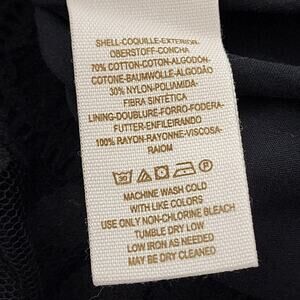 SHELL-COQUILLE-EXTERIOR
OBERSTOFF-CONCHA
70% COTTON-COTON-ALGODÓN-
COTONE-BAUMWOLLE-ALGODÃO
30% NYLON-POLIAMIDA-
FIBRA SINTÉTICA
LINING-DOUBLURE-FORRO-FODERA-
FUTTER-ENFILEIRANDO
100% RAYON-RAYONNE-VISCOSA-
RAIOM
MACHINE WASH COLD
WITH LIKE COLORS
USE ONLY NON-CHLORINE BLEACH
TUMBLE DRY LOW
LOW IRON AS NEEDED
MAY BE DRY CLEANED